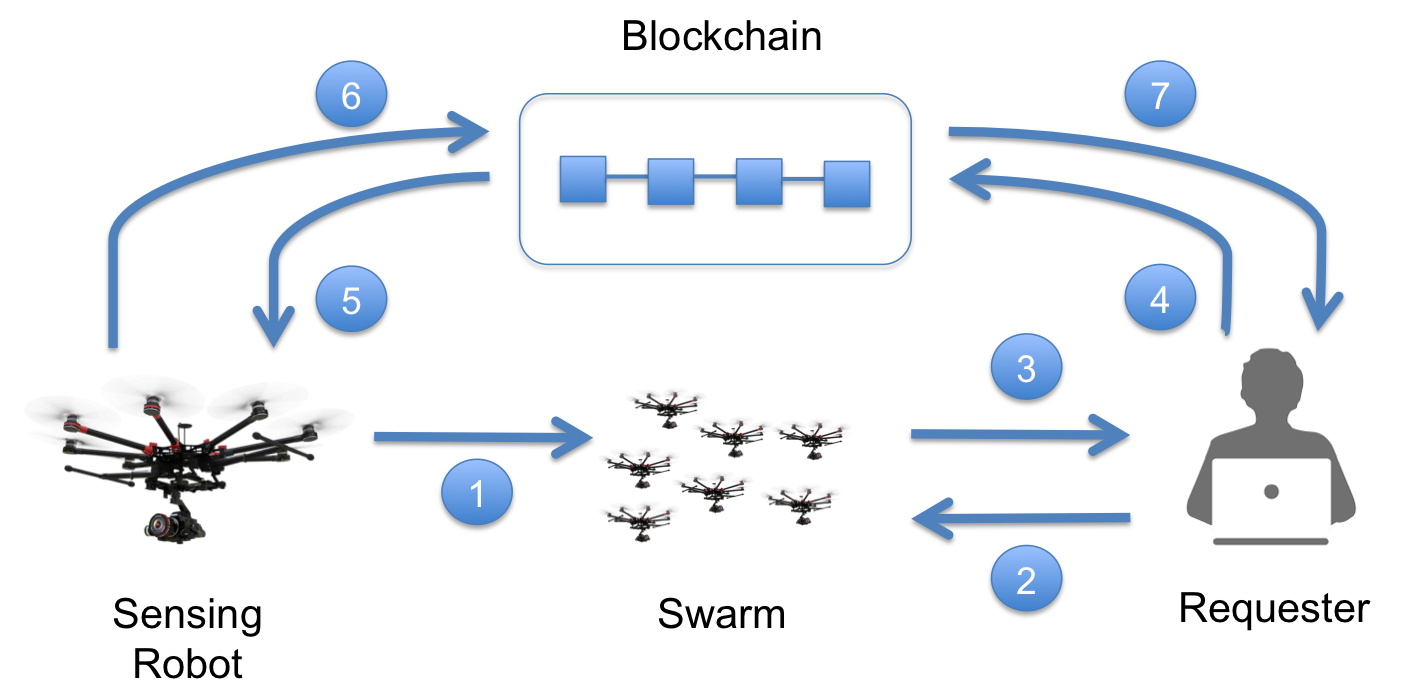 Blockchain
6
7
5
4
3
1
2
Sensing
Robot
Swarm
Requester